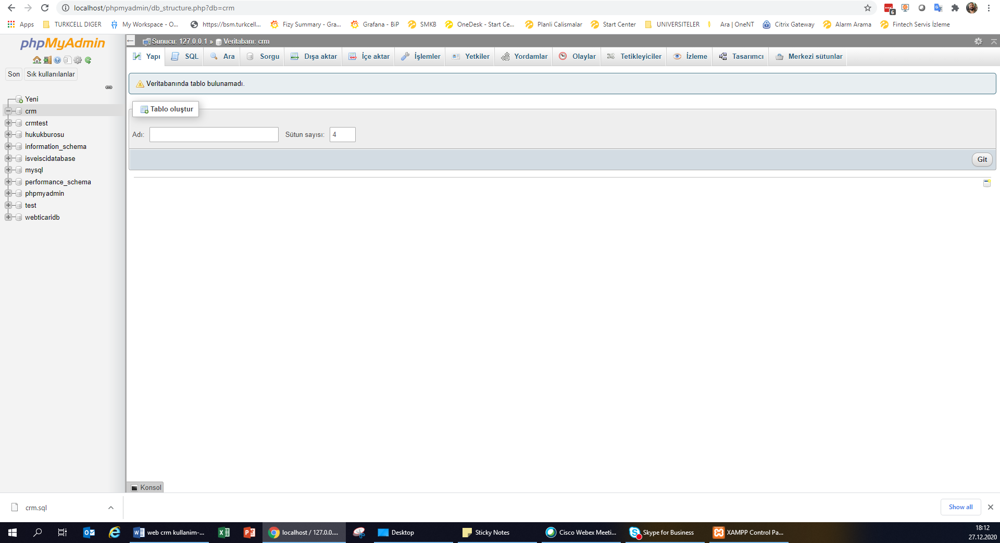 localhost/phpmyadmin/db_structure.php?db=crm
6
Apps TURKCELL DIGER My Workspace - O... https://bsm.turkcell... Fizy Summary - Gra... Grafana - BiP SMKB OneDesk - Start Ce... Planli Calismalar Start Center UNIVERSITELER Ara | OneNT Citrix Gateway Alarm Arama Fintech Servis İzleme
phpMyAdmin
Son Sık kullanılanlar
Yeni
crm
crmtest
hukukburosu
information_schema
isveiscidatabase
mysql
performance_schema
phpmyadmin
test
webticaridb
Sunucu: 127.0.0.1 » Veritabanı: crm
Yapı SQL Ara Sorgu Dışa aktar İçe aktar İşlemler Yetkiler Yordamlar Olaylar Tetikleyiciler İzleme Tasarımcı Merkezi sütunlar
Veritabanında tablo bulunamadı.
Tablo oluştur
Adı: Sütun sayısı: 4
Git
Konsol
crm.sql
Show all
web crm kullanim-... localhost / 127.0.0.... Desktop Sticky Notes Cisco Webex Meeti... Skype for Business XAMPP Control Pa...
18:12
27.12.2020